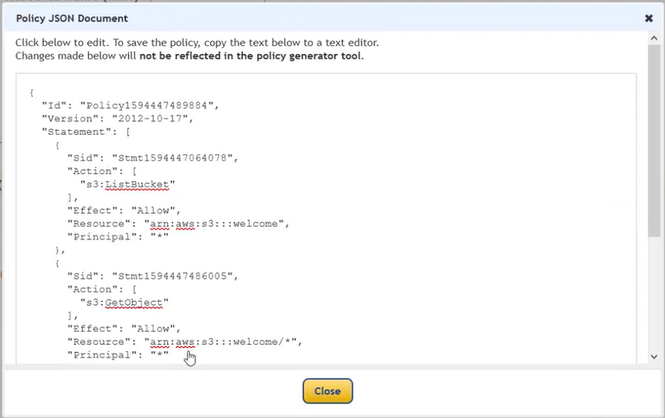 Policy JSON Document
Click below to edit. To save the policy, copy the text below to a text editor.
Changes made below will not be reflected in the policy generator tool.
{
  "Id": "Policy1594447489884",
  "Version": "2012-10-17",
  "Statement": [
    {
      "Sid": "Stmt1594447064078",
      "Action": [
        "s3:ListBucket"
      ],
      "Effect": "Allow",
      "Resource": "arn:aws:s3:::welcome",
      "Principal": "*"
    },
    {
      "Sid": "Stmt1594447486005",
      "Action": [
        "s3:GetObject"
      ],
      "Effect": "Allow",
      "Resource": "arn:aws:s3:::welcome/*",
      "Principal": "*"
Close